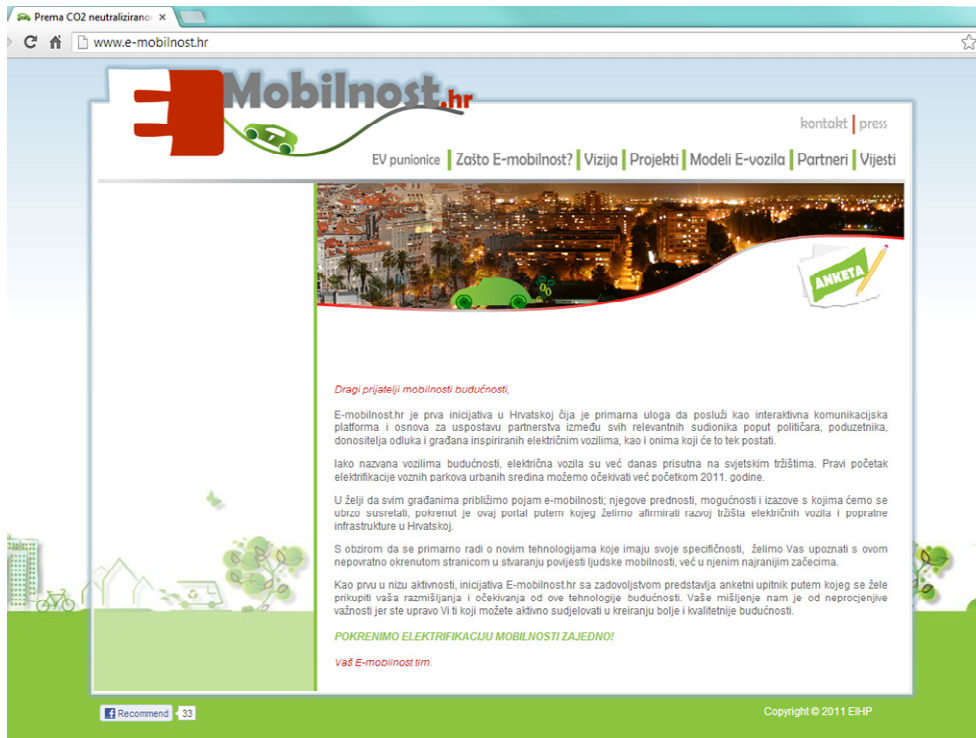 Prema CO2 neutralizirano
www.e-mobilnost.hr
E Mobilnost.hr
kontakt | press
EV punionice | Zašto E-mobilnost? | Vizija | Projekti | Modeli E-vozila | Partneri | Vijesti
ANKETA
Dragi prijatelji mobilnosti budućnosti,
E-mobilnost.hr je prva inicijativa u Hrvatskoj čija je primarna uloga da posluži kao interaktivna komunikacijska
platforma i osnova za uspostavu partnerstva između svih relevantnih sudionika poput političara, poduzetnika,
donositelja odluka i građana inspiriranih električnim vozilima, kao i onima koji će to tek postati.
Iako nazvana vozilima budućnosti, električna vozila su već danas prisutna na svjetskim tržištima. Pravi početak
elektrifikacije voznih parkova urbanih sredina možemo očekivati već početkom 2011. godine.
U želji da svim građanima približimo pojam e-mobilnosti; njegove prednosti, mogućnosti i izazove s kojima ćemo se
ubrzo susretati, pokrenut je ovaj portal putem kojeg želimo afirmirati razvoj tržišta električnih vozila i popratne
infrastrukture u Hrvatskoj.
S obzirom da se primarno radi o novim tehnologijama koje imaju svoje specifičnosti, želimo Vas upoznati s ovom
nepovratno okrenutom stranicom u stvaranju povijesti ljudske mobilnosti, već u njenim najranijim začecima.
Kao prvu u nizu aktivnosti, inicijativa E-mobilnost.hr sa zadovoljstvom predstavlja anketni upitnik putem kojeg se žele
prikupiti vaša razmišljanja i očekivanja od ove tehnologije budućnosti. Vaše mišljenje nam je od neprocjenjive
važnosti jer ste upravo Vi ti koji možete aktivno sudjelovati u kreiranju bolje i kvalitetnije budućnosti.
POKRENIMO ELEKTRIFIKACIJU MOBILNOSTI ZAJEDNO!
Vaš E-mobilnost tim.
Recommend 33
Copyright © 2011 EIHP